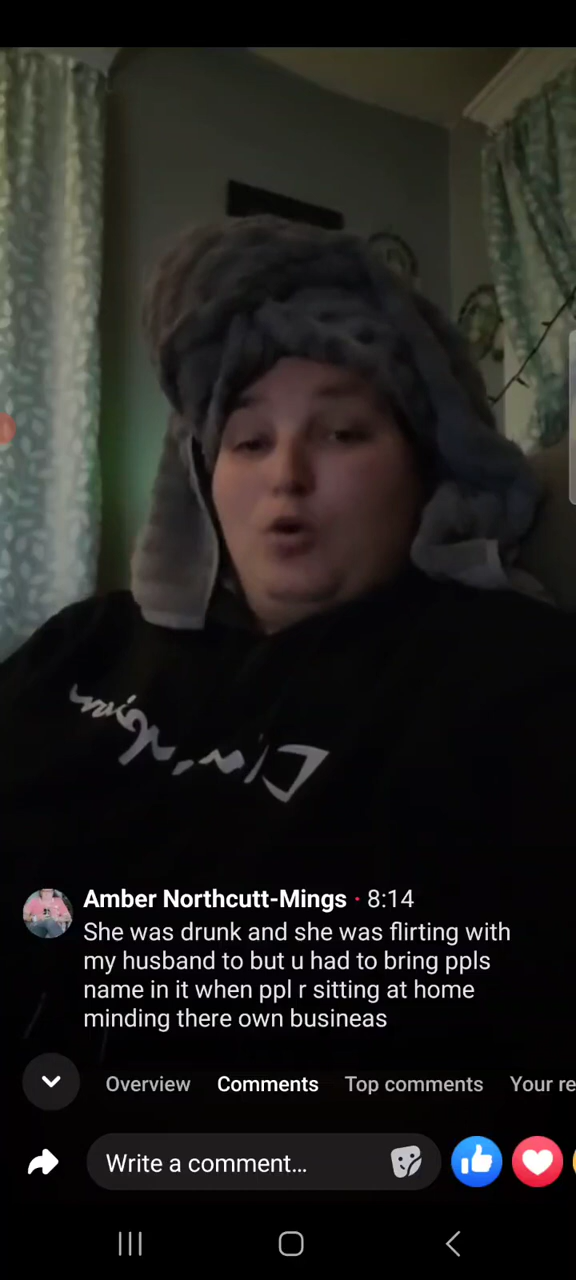 Amber Northcutt-Mings · 8:14
She was drunk and she was flirting with
my husband to but u had to bring ppls
name in it when ppl r sitting at home
minding there own busineas
Overview Comments Top comments Your re
Write a comment...